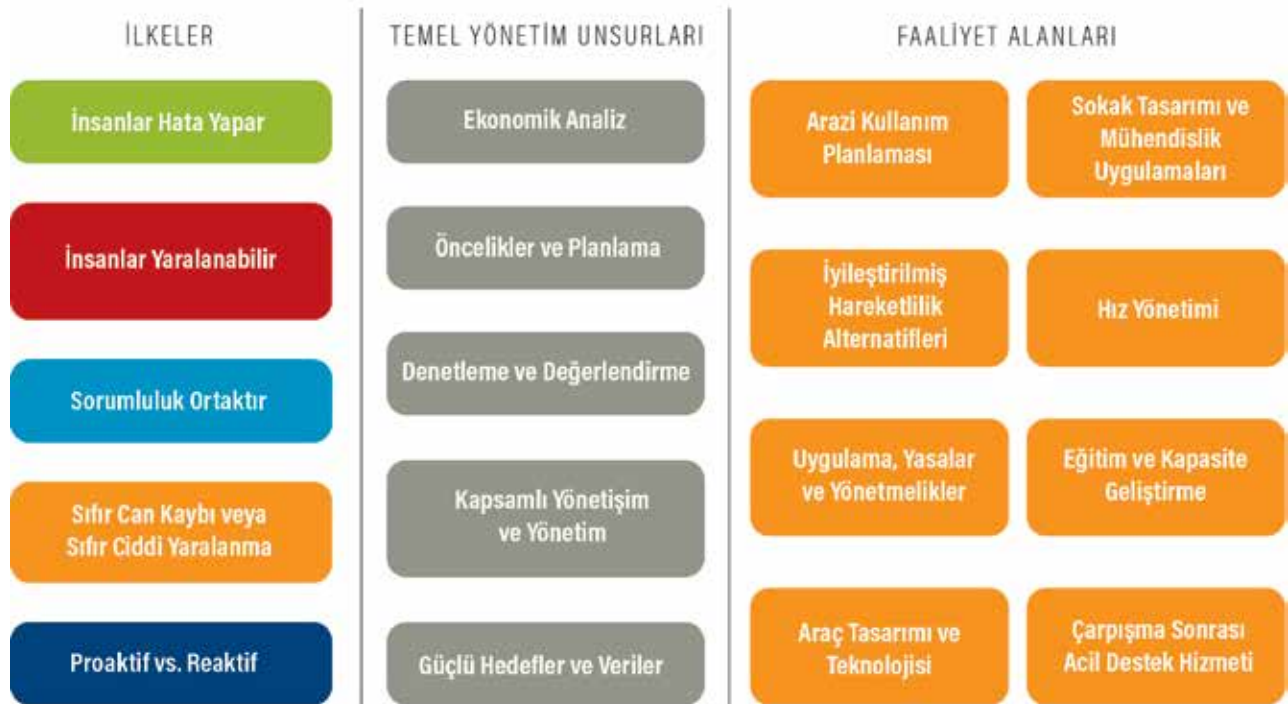 İLKELER
İnsanlar Hata Yapar
İnsanlar Yaralanabilir
Sorumluluk Ortaktır
Sıfır Can Kaybı veya
Sıfır Ciddi Yaralanma
Proaktif vs. Reaktif
TEMEL YÖNETİM UNSURLARI
Ekonomik Analiz
Öncelikler ve Planlama
Denetleme ve Değerlendirme
Kapsamlı Yönetişim
ve Yönetim
Güçlü Hedefler ve Veriler
FAALİYET ALANLARI
Arazi Kullanım
Planlaması
Sokak Tasarımı ve
Mühendislik
Uygulamaları
İyileştirilmiş
Hareketlilik
Alternatifleri
Hız Yönetimi
Uygulama, Yasalar
ve Yönetmelikler
Eğitim ve Kapasite
Geliştirme
Araç Tasarımı ve
Teknolojisi
Çarpışma Sonrası
Acil Destek Hizmeti